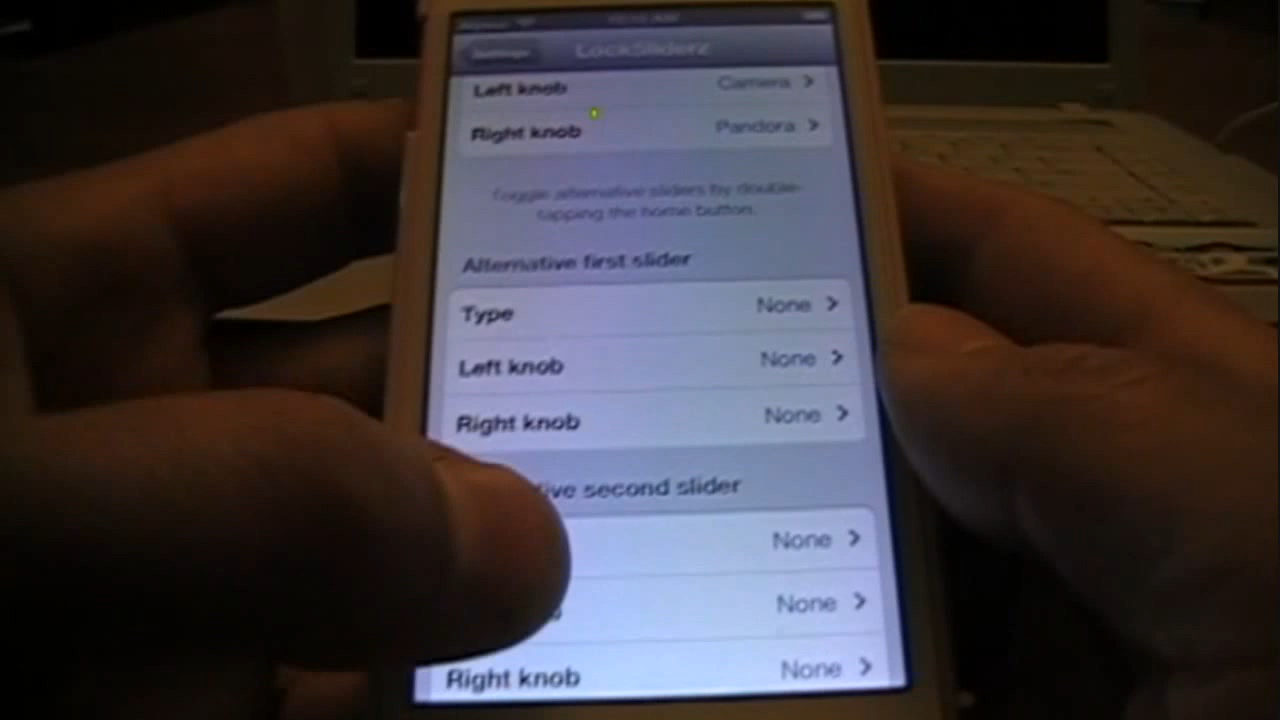 Settings
LockSliderz
Left knob Camera
Right knob Pandora
Toggle alternative sliders by double-
tapping the home button.
Alternative first slider
Type None
Left knob None
Right knob None
second slider
None
None
Right knob None